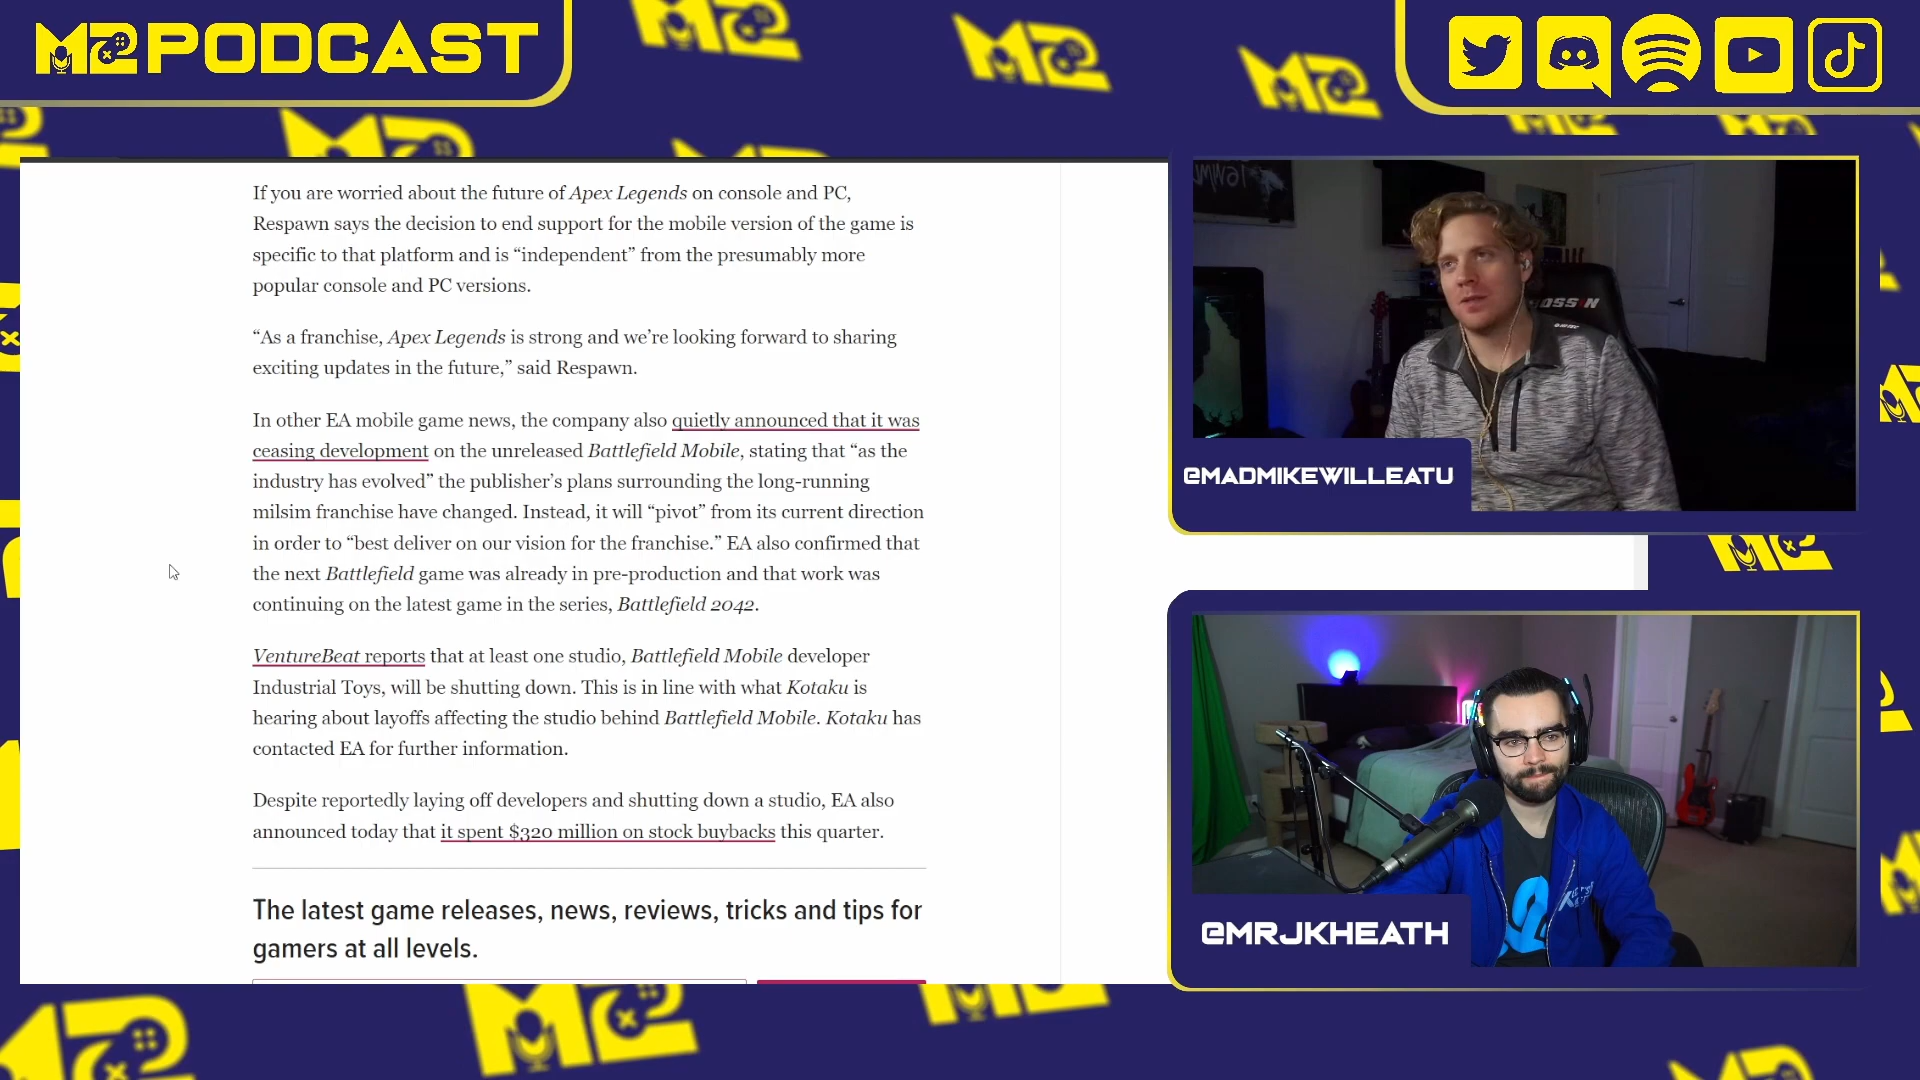 M2 PODCAST
If you are worried about the future of Apex Legends on console and PC,
Respawn says the decision to end support for the mobile version of the game is
specific to that platform and is “independent” from the presumably more
popular console and PC versions.
“As a franchise, Apex Legends is strong and we’re looking forward to sharing
exciting updates in the future,” said Respawn.
In other EA mobile game news, the company also quietly announced that it was
ceasing development on the unreleased Battlefield Mobile, stating that “as the
industry has evolved” the publisher’s plans surrounding the long-running
milsim franchise have changed. Instead, it will “pivot” from its current direction
in order to “best deliver on our vision for the franchise.” EA also confirmed that
the next Battlefield game was already in pre-production and that work was
continuing on the latest game in the series, Battlefield 2042.
VentureBeat reports that at least one studio, Battlefield Mobile developer
Industrial Toys, will be shutting down. This is in line with what Kotaku is
hearing about layoffs affecting the studio behind Battlefield Mobile. Kotaku has
contacted EA for further information.
Despite reportedly laying off developers and shutting down a studio, EA also
announced today that it spent $320 million on stock buybacks this quarter.
The latest game releases, news, reviews, tricks and tips for
gamers at all levels.
@MADMIKEWILLEATU
@MRJKHEATH